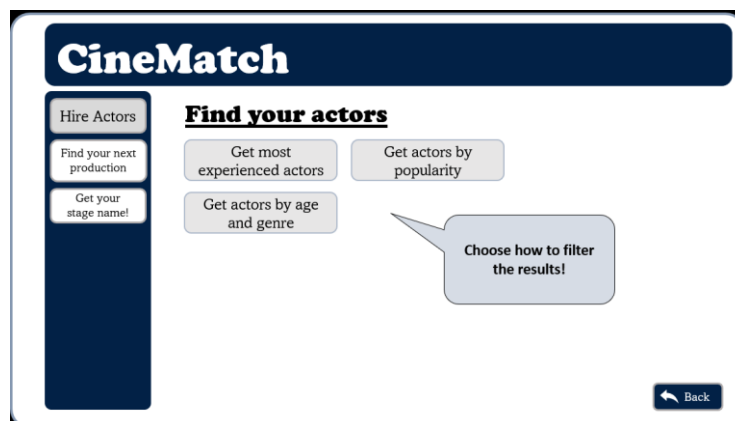 CineMatch
Hire Actors
Find your next
production
Get your
stage name!
Find your actors
Get most
experienced actors
Get actors by
popularity
Get actors by age
and genre
Choose how to filter
the results!
Back